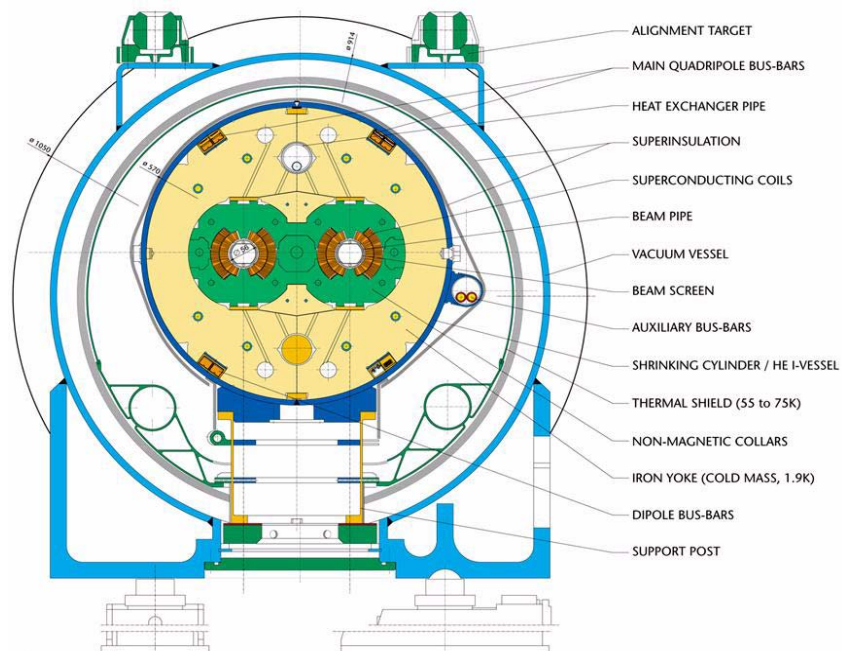 ALIGNMENT TARGET
MAIN QUADRIPOLE BUS-BARS
HEAT EXCHANGER PIPE
SUPERINSULATION
SUPERCONDUCTING COILS
BEAM PIPE
VACUUM VESSEL
BEAM SCREEN
AUXILIARY BUS-BARS
SHRINKING CYLINDER / HE I-VESSEL
THERMAL SHIELD (55 to 75K)
NON-MAGNETIC COLLARS
IRON YOKE (COLD MASS, 1.9K)
DIPOLE BUS-BARS
SUPPORT POST
ø 914
ø 1050
ø 570
ø 56